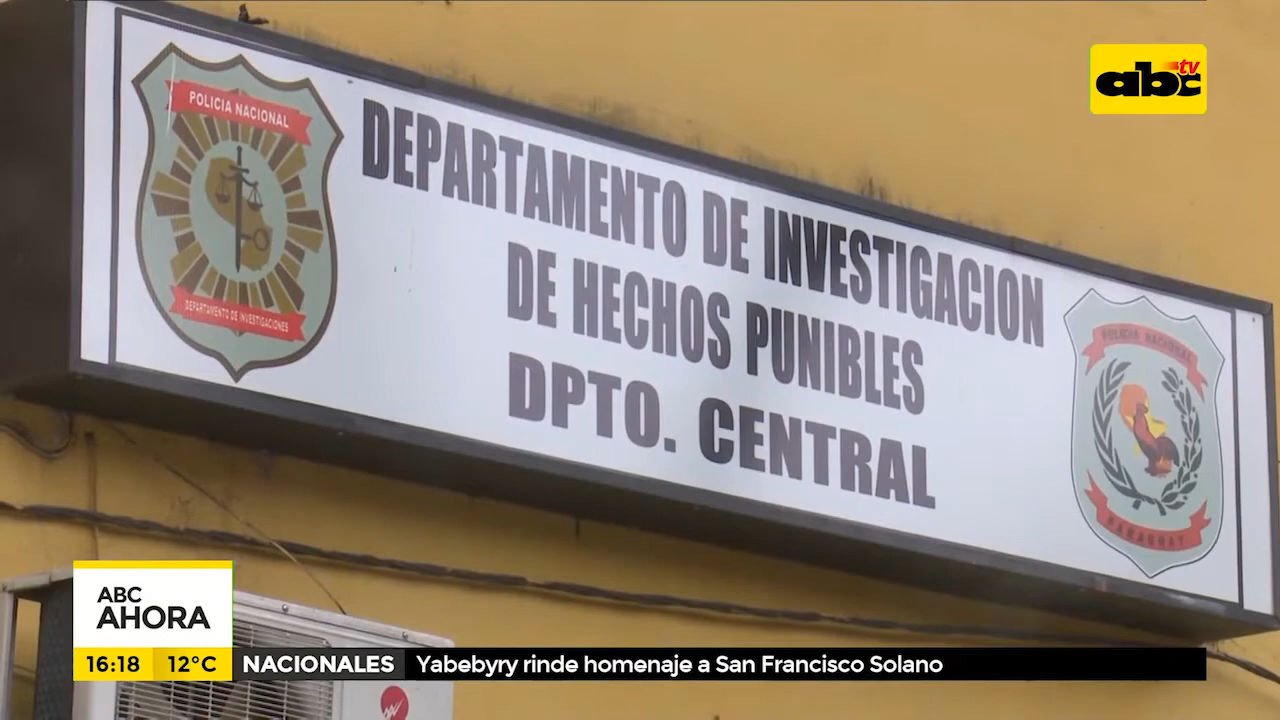 abc tv
POLICIA NACIONAL
DEPARTAMENTO DE INVESTIGACIONES
DEPARTAMENTO DE INVESTIGACION
DE HECHOS PUNIBLES
DPTO. CENTRAL
POLICIA NACIONAL
PARAGUAY
ABC
AHORA
16:18 12°C NACIONALES Yabebyry rinde homenaje a San Francisco Solano